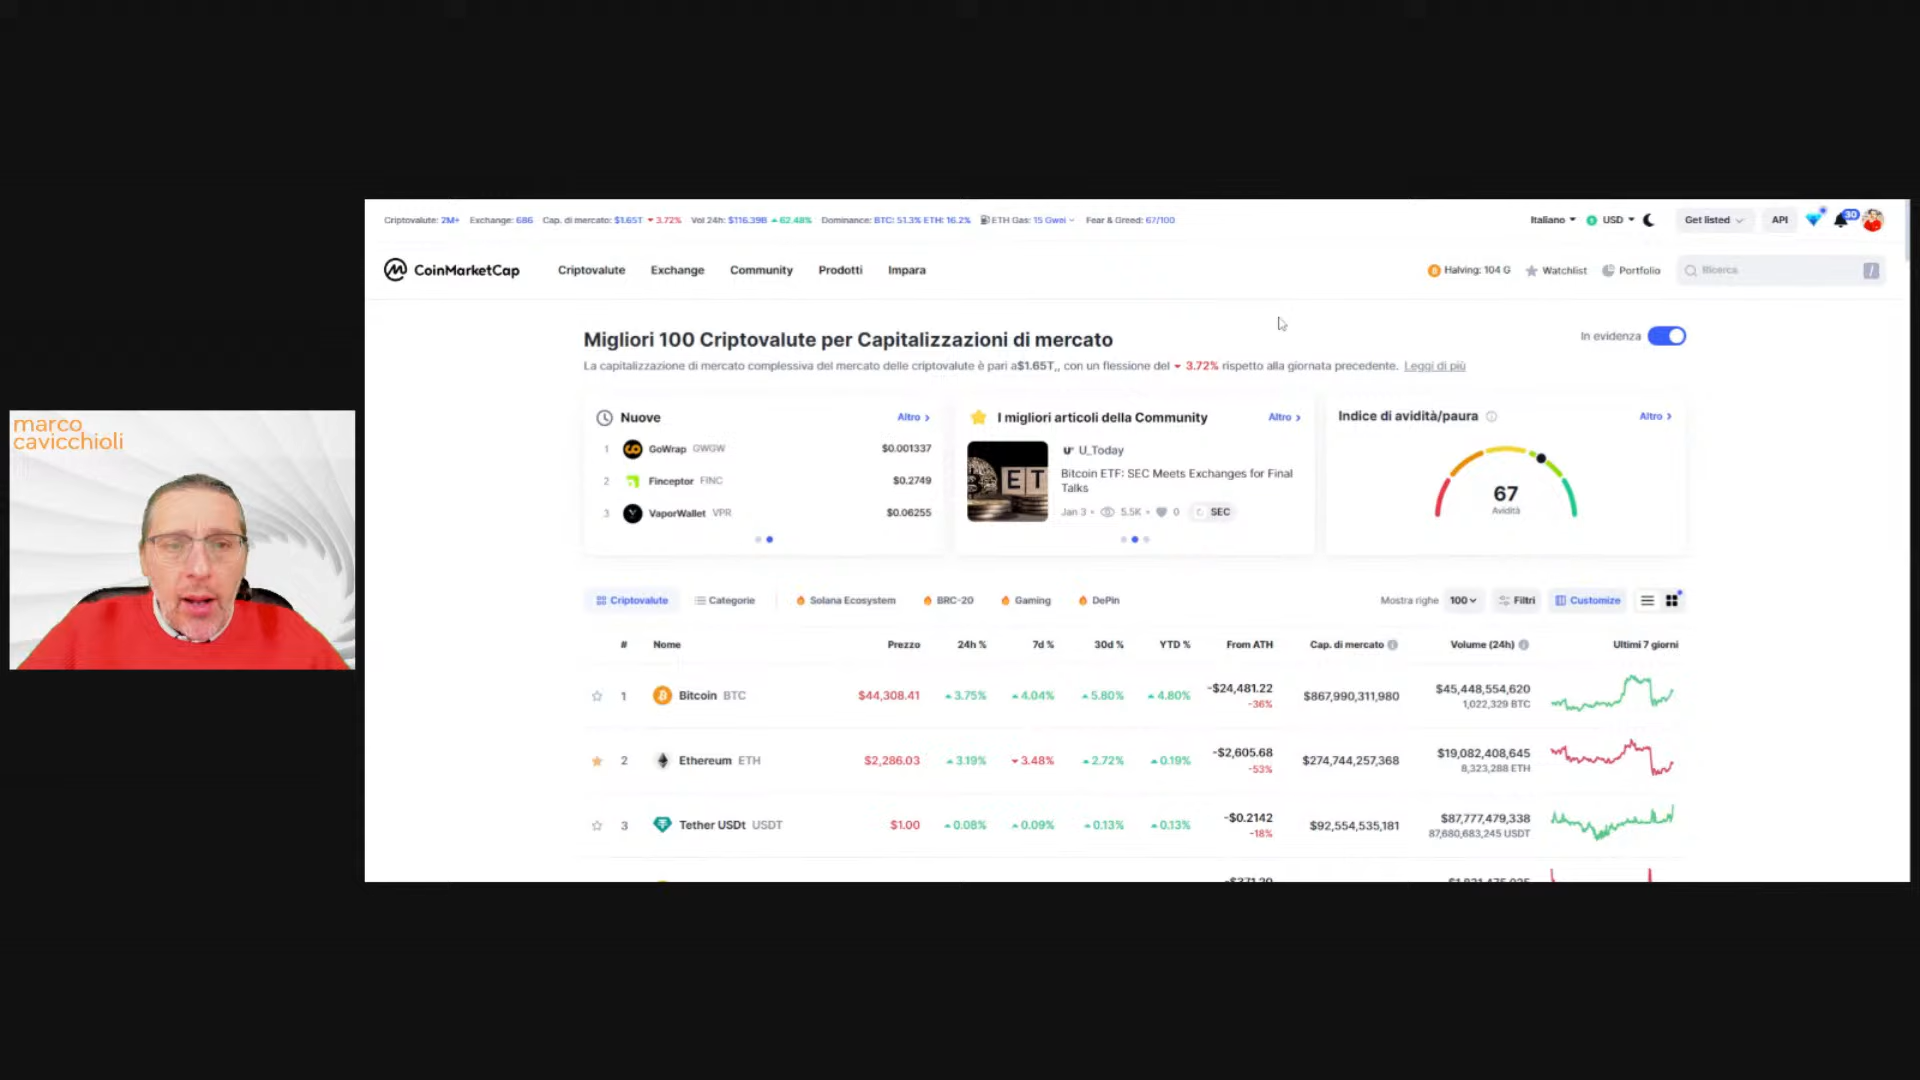 marco
cavicchioli
Criptovalute: 2M+ Exchange: 686 Cap. di mercato: $1.65T 3.72% Vol 24h: $116.39B 62.48% Dominance: BTC: 51.3% ETH: 16.2% ETH Gas: 15 Gwei Fear & Greed: 67/100
Italiano USD Get listed API 30
CoinMarketCap Criptovalute Exchange Community Prodotti Impara
Halving: 104 G Watchlist Portfolio Ricerca /
Migliori 100 Criptovalute per Capitalizzazioni di mercato
In evidenza
La capitalizzazione di mercato complessiva del mercato delle criptovalute è pari a$1.65T,, con un flessione del 3.72% rispetto alla giornata precedente. Leggi di più
Nuove Altro >
1 GoWrap GWGW $0.001337
2 Finceptor FINC $0.2749
3 VaporWallet VPR $0.06255
I migliori articoli della Community Altro >
ET
U_Today
Bitcoin ETF: SEC Meets Exchanges for Final
Talks
Jan 3 • 5.5K • 0 SEC
Indice di avidità/paura Altro >
67
Avidità
Criptovalute Categorie Solana Ecosystem BRC-20 Gaming DePin
Mostra righe 100 Filtri Customize
# Nome Prezzo 24h % 7d % 30d % YTD % From ATH Cap. di mercato Volume (24h) Ultimi 7 giorni
1 Bitcoin BTC $44,308.41 3.75% 4.04% 5.80% 4.80% -$24,481.22 $867,990,311,980 $45,448,554,620
-36% 1,022,329 BTC
2 Ethereum ETH $2,286.03 3.19% 3.48% 2.72% 0.19% -$2,605.68 $274,744,257,368 $19,082,408,645
-53% 8,323,288 ETH
3 Tether USDt USDT $1.00 0.08% 0.09% 0.13% 0.13% -$0.2142 $92,554,535,181 $87,777,479,338
-18% 87,680,683,245 USDT